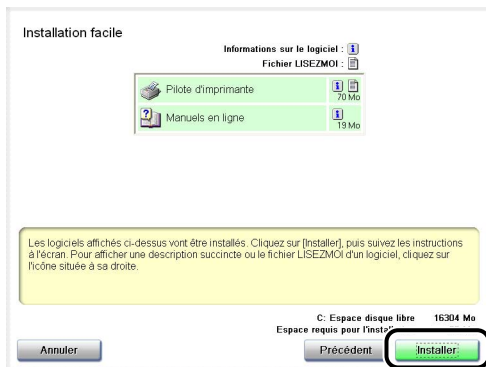 Installation facile
Informations sur le logiciel :
Fichier LISEZMOI :
Pilote d'imprimante
70 Mo
Manuels en ligne
19 Mo
Les logiciels affichés ci-dessus vont être installés. Cliquez sur [Installer], puis suivez les instructions
à l'écran. Pour afficher une description succincte ou le fichier LISEZMOI d'un logiciel, cliquez sur
l'icône située à sa droite.
C: Espace disque libre 16304 Mo
Espace requis pour
Annuler Précédent Installer